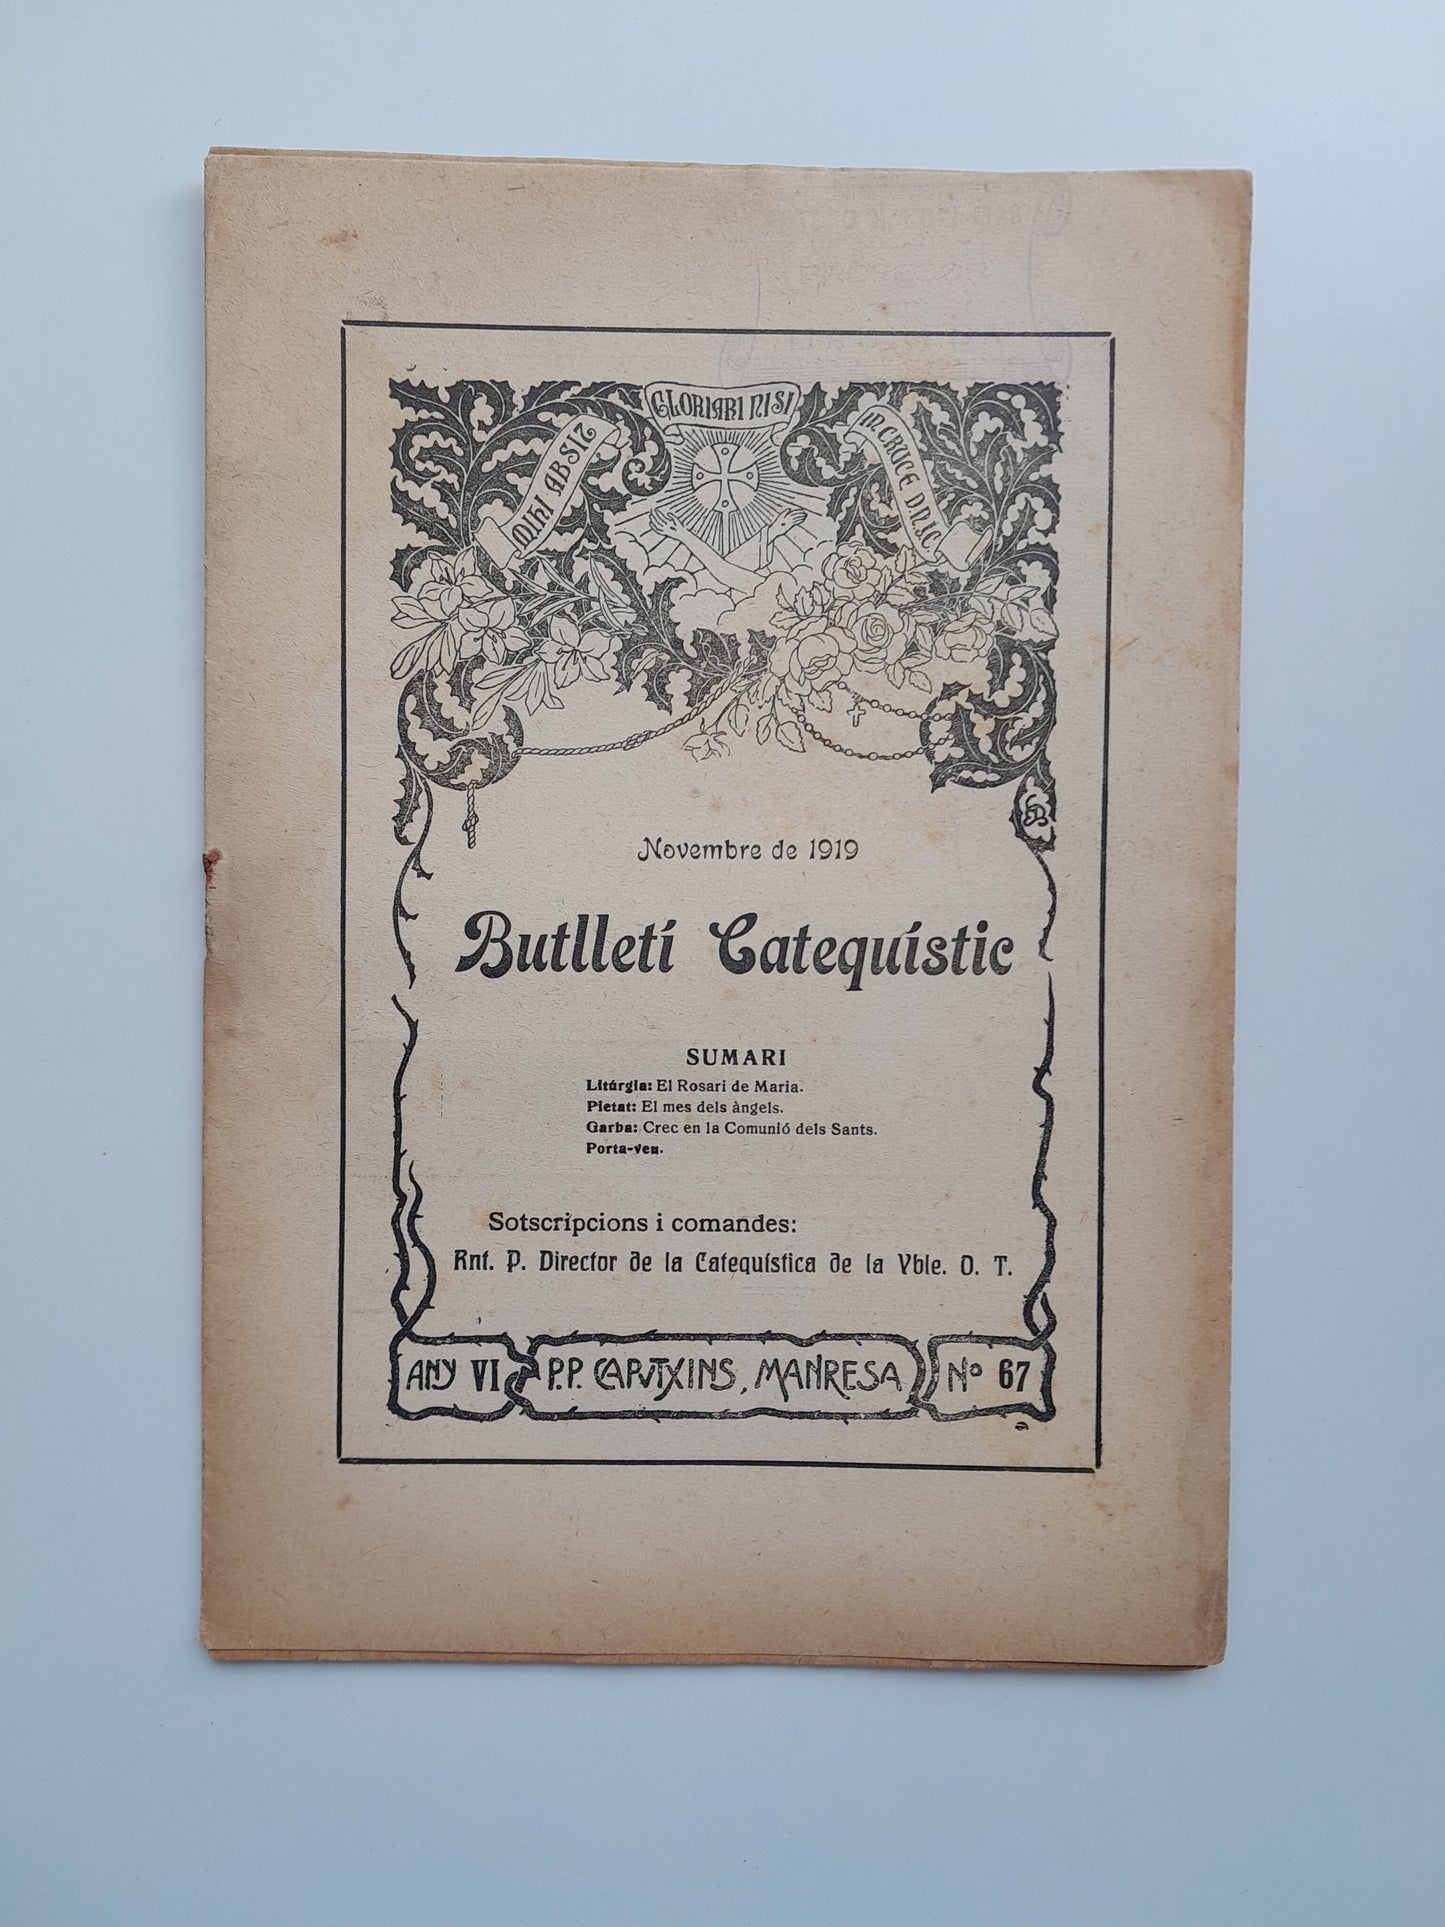 MIHI ABSIT
GLORIARI NISI
IN CRUCE DNI JC
Novembre de 1919
Butlletí Catequístic
SUMARI
Litúrgia: El Rosari de Maria.
Pietat: El mes dels àngels.
Garba: Crec en la Comunió dels Sants.
Porta-veu.
Sotscripcions i comandes:
Rnt. P. Director de la Catequística de la Vble. O. T.
ANY VI P.P. CAPUTXINS, MANRESA Nº 67